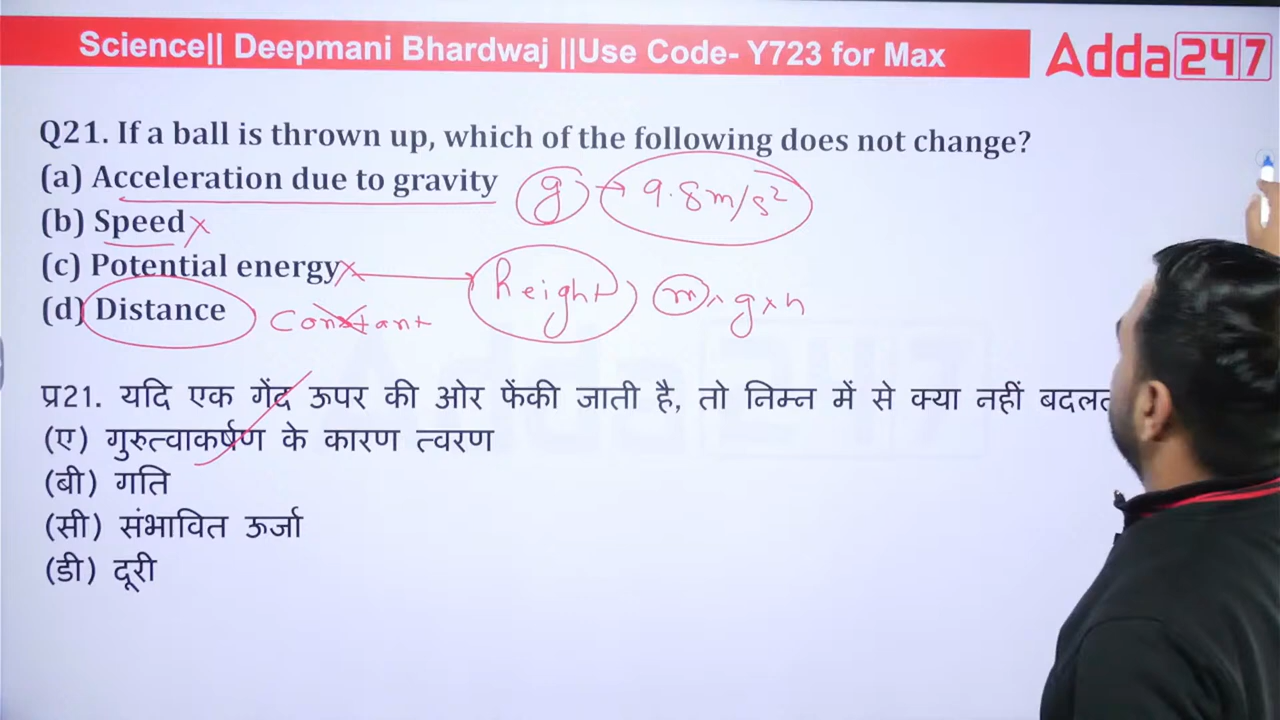 Science|| Deepmani Bhardwaj ||Use Code- Y723 for Max
Adda247
Q21. If a ball is thrown up, which of the following does not change?
(a) Acceleration due to gravity g → 9.8m/s²
(b) Speed
(c) Potential energy height m×g×h
(d) Distance Constant
प्र21. यदि एक गेंद ऊपर की ओर फेंकी जाती है, तो निम्न में से क्या नहीं
(ए) गुरुत्वाकर्षण के कारण त्वरण
(बी) गति
(सी) संभावित ऊर्जा
(डी) दूरी